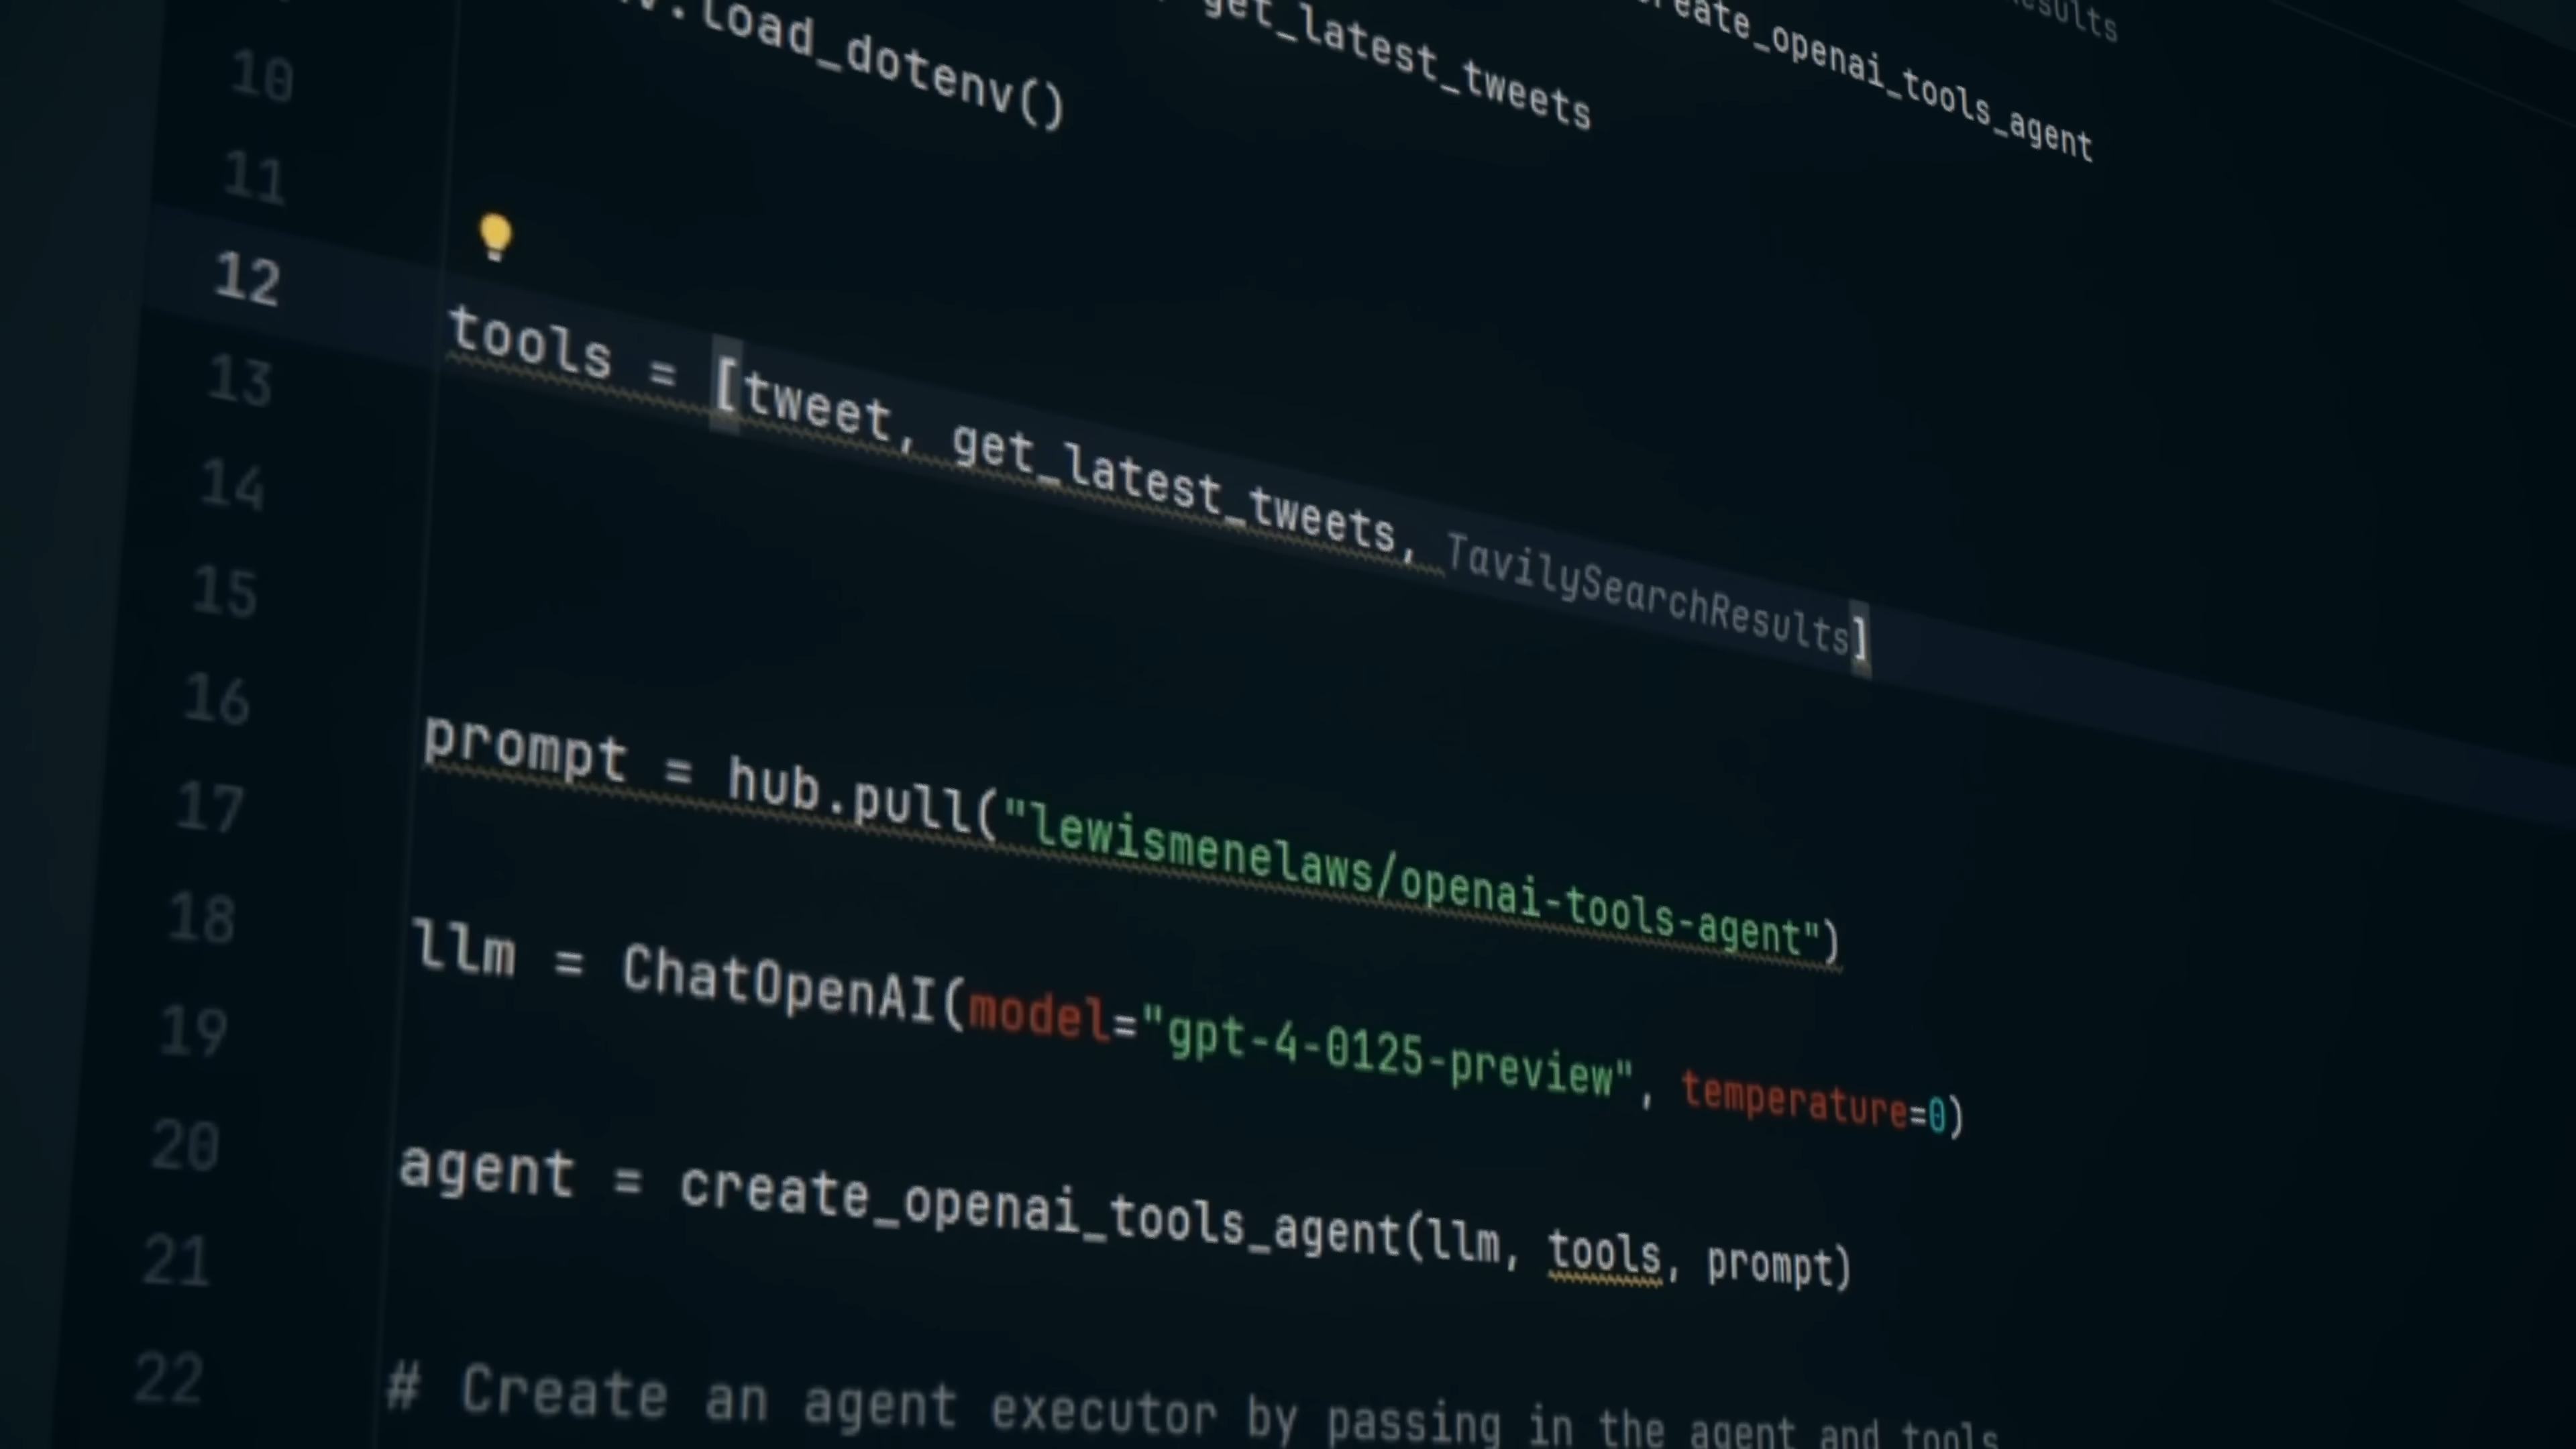 create_openai_tools_agent
get_latest_tweets
.load_dotenv()
10
11
12 tools = [tweet, get_latest_tweets, TavilySearchResults]
13
14
15
16 prompt = hub.pull("lewismenelaws/openai-tools-agent")
17
18 llm = ChatOpenAI(model="gpt-4-0125-preview", temperature=0)
19
20 agent = create_openai_tools_agent(llm, tools, prompt)
21
22 # Create an agent executor by passing in the agent and tools